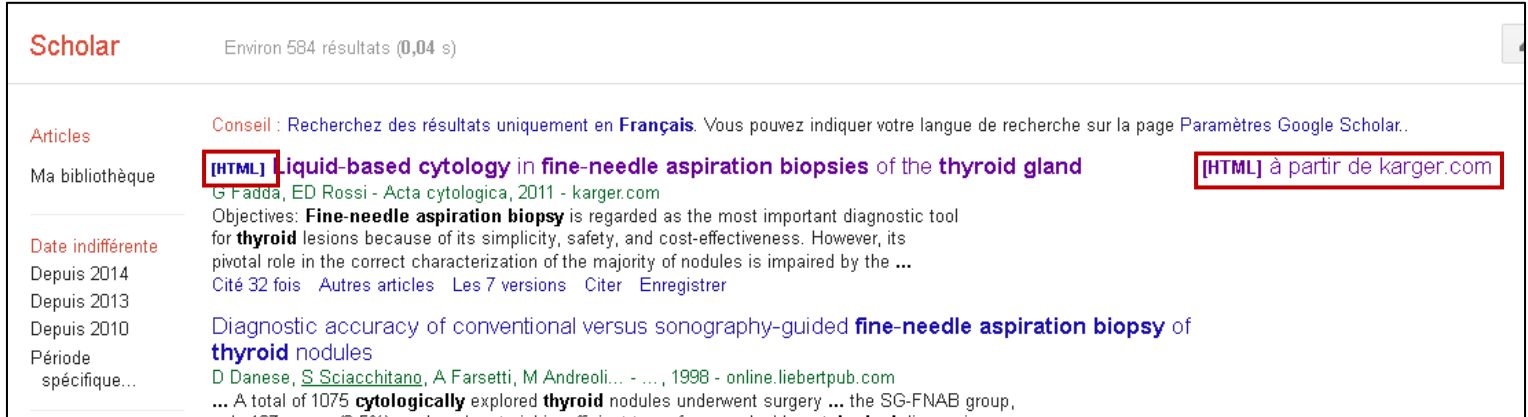 Scholar
Environ 584 résultats (0,04 s)
Articles
Ma bibliothèque
Date indifférente
Depuis 2014
Depuis 2013
Depuis 2010
Période
spécifique...
Conseil : Recherchez des résultats uniquement en Français. Vous pouvez indiquer votre langue de recherche sur la page Paramètres Google Scholar..
[HTML] Liquid-based cytology in fine-needle aspiration biopsies of the thyroid gland
[HTML] à partir de karger.com
G Fadda, ED Rossi - Acta cytologica, 2011 - karger.com
Objectives: Fine-needle aspiration biopsy is regarded as the most important diagnostic tool
for thyroid lesions because of its simplicity, safety, and cost-effectiveness. However, its
pivotal role in the correct characterization of the majority of nodules is impaired by the ...
Cité 32 fois Autres articles Les 7 versions Citer Enregistrer
Diagnostic accuracy of conventional versus sonography-guided fine-needle aspiration biopsy of
thyroid nodules
D Danese, S Sciacchitano, A Farsetti, M Andreoli... - ..., 1998 - online.liebertpub.com
... A total of 1075 cytologically explored thyroid nodules underwent surgery ... the SG-FNAB group,